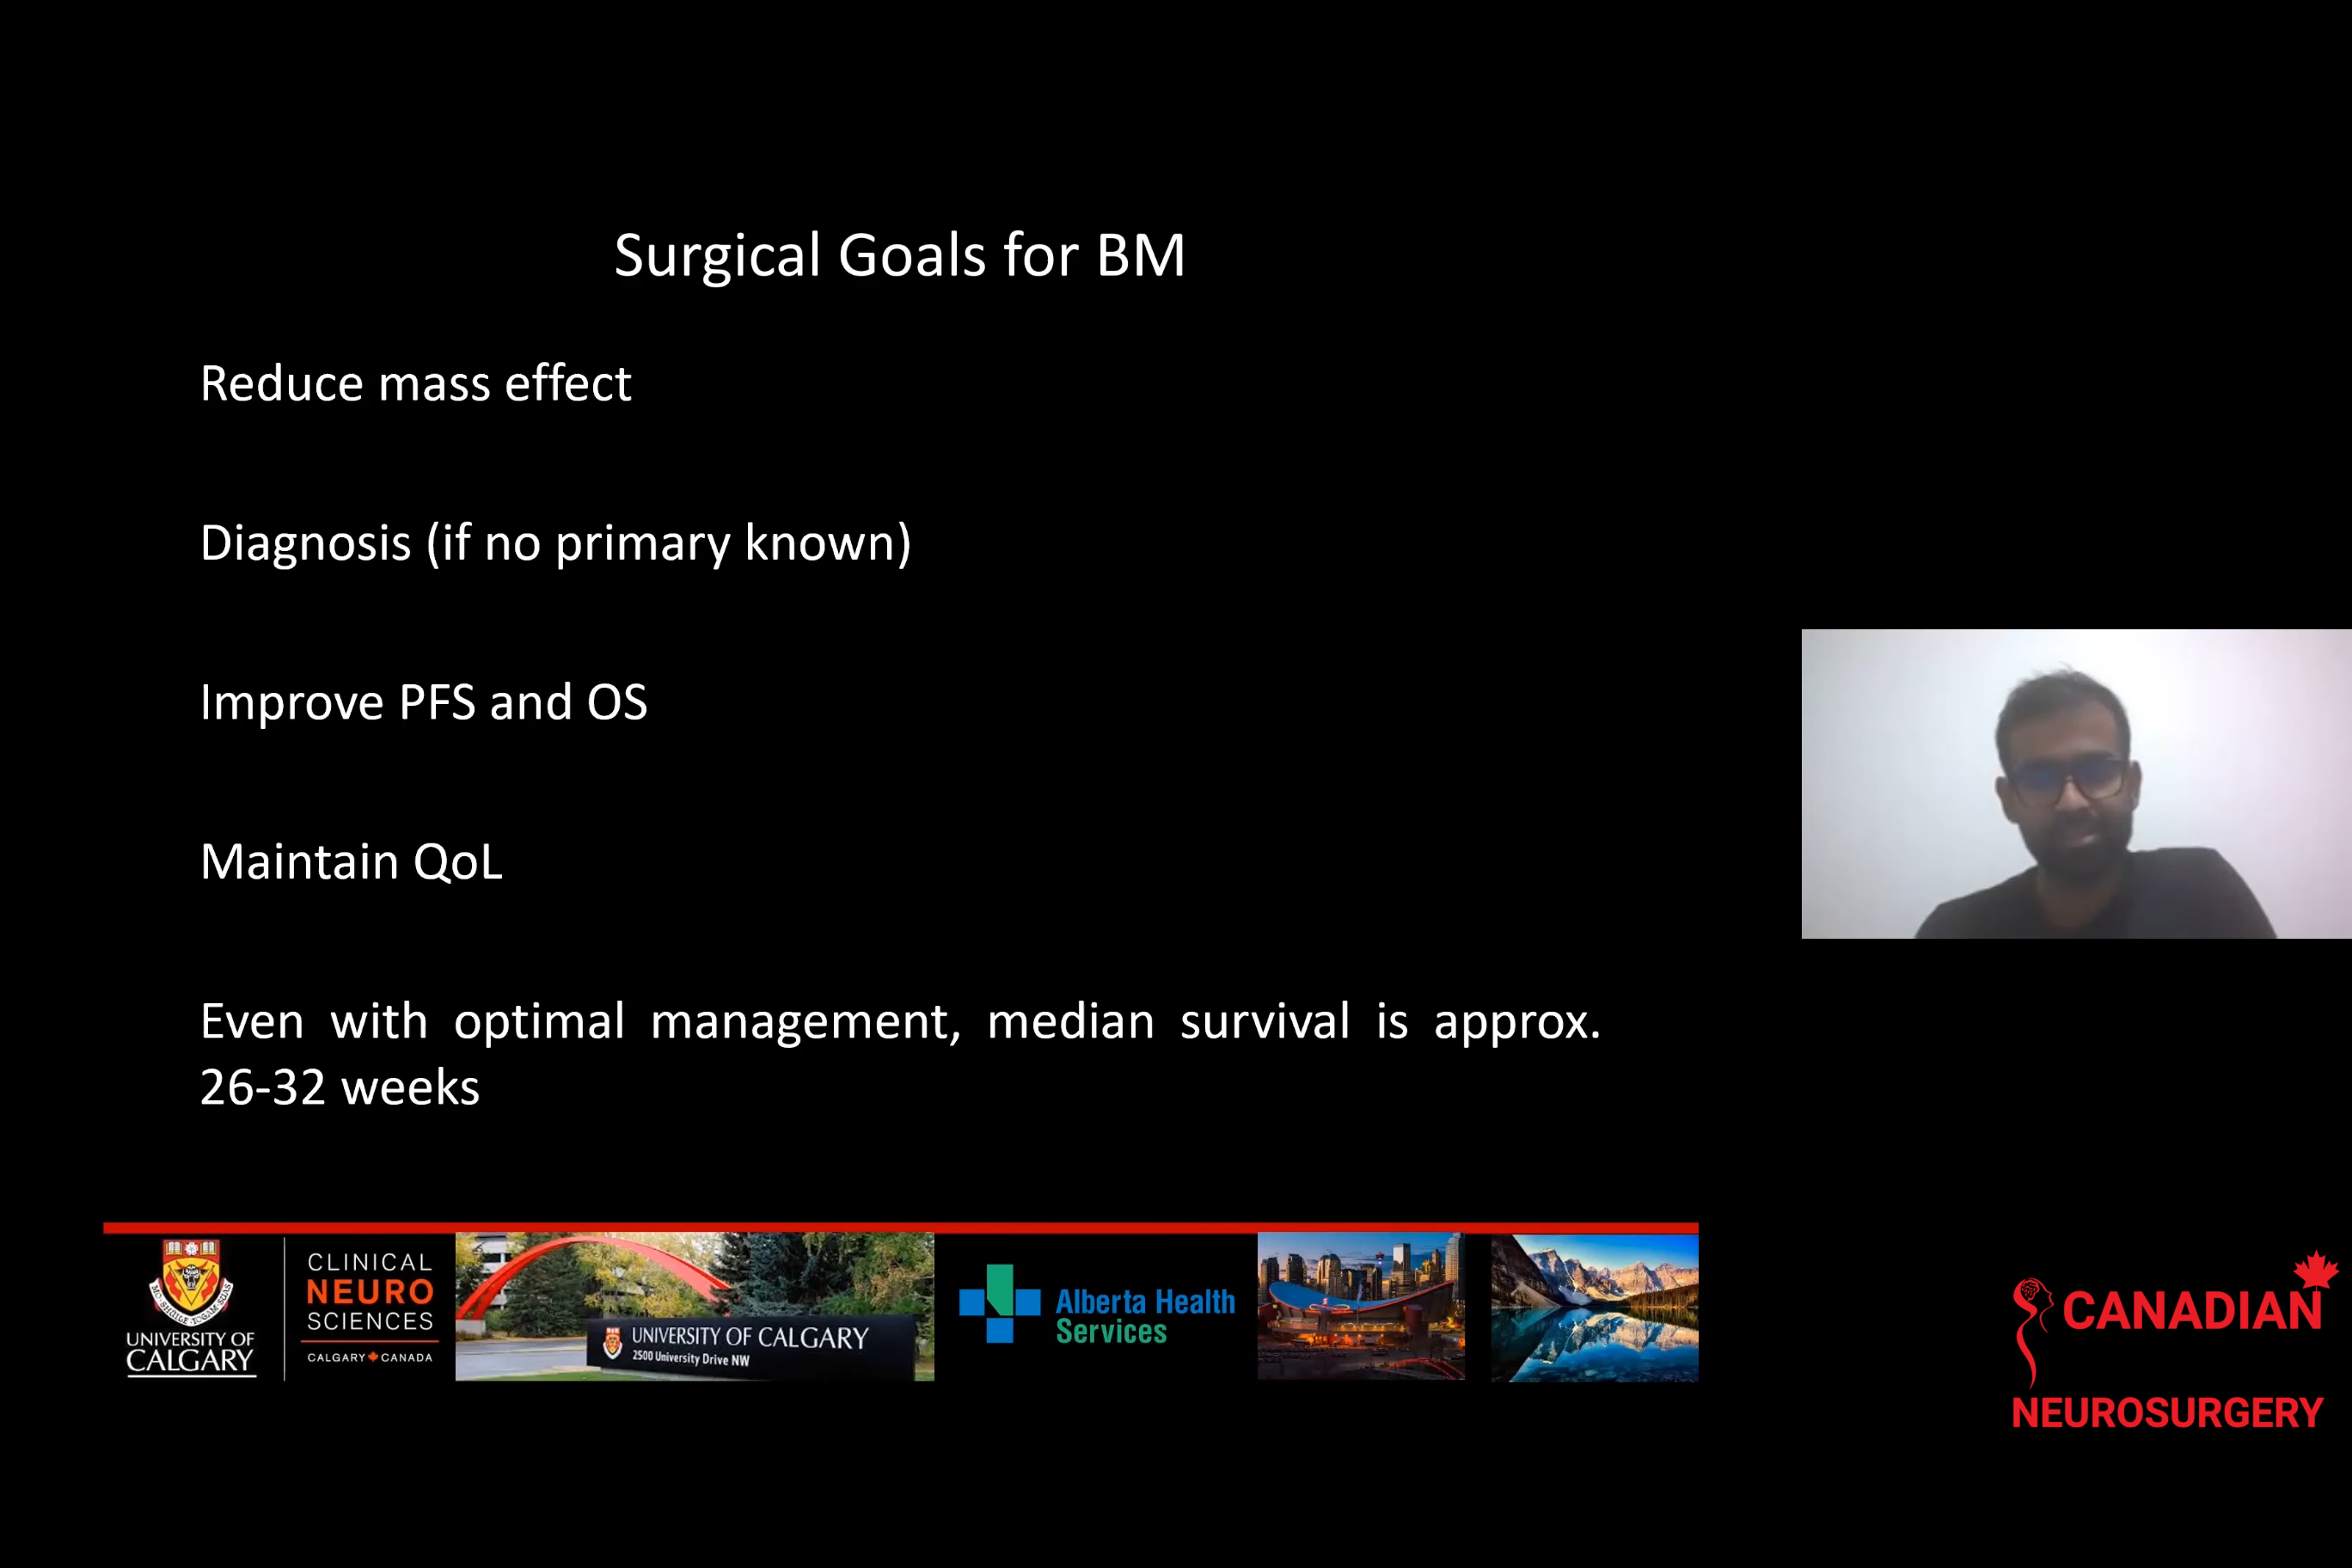 Surgical Goals for BM
Reduce mass effect
Diagnosis (if no primary known)
Improve PFS and OS
Maintain QoL
Even with optimal management, median survival is approx.
26-32 weeks
UNIVERSITY OF
CALGARY
CLINICAL
NEURO
SCIENCES
CALGARY CANADA
UNIVERSITY OF CALGARY
2500 University Drive NW
Alberta Health
Services
CANADIAN
NEUROSURGERY